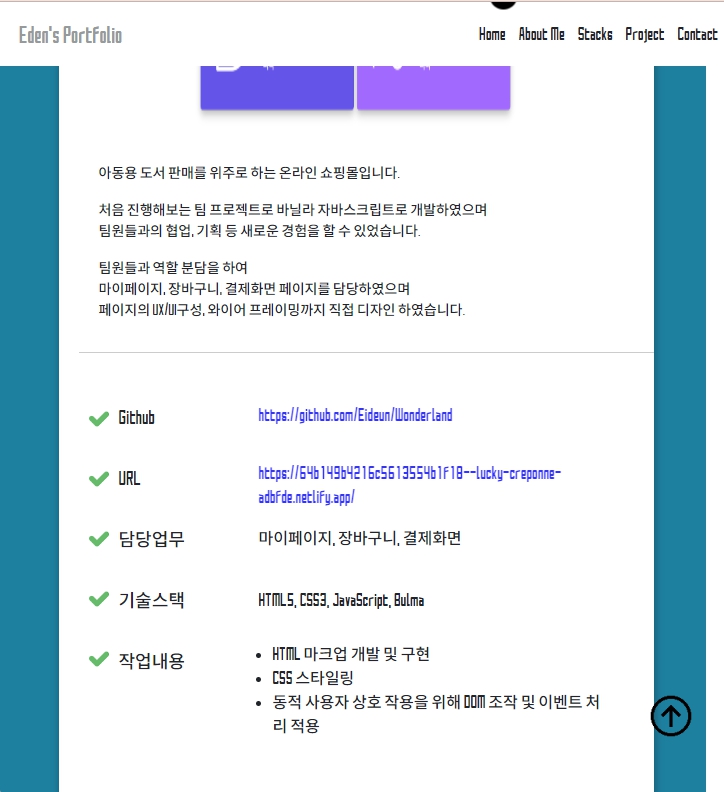 Eden's Portfolio
Home About Me Stacks Project Contact
아동용 도서 판매를 위주로 하는 온라인 쇼핑몰입니다.
처음 진행해보는 팀 프로젝트로 바닐라 자바스크립트로 개발하였으며
팀원들과의 협업, 기획 등 새로운 경험을 할 수 있었습니다.
팀원들과 역할 분담을 하여
마이페이지, 장바구니, 결제화면 페이지를 담당하였으며
페이지의 UX/UI구성, 와이어 프레이밍까지 직접 디자인 하였습니다.
Github https://github.com/Eideun/Wonderland
URL https://64b149b4216c5613554b1f18--lucky-creponne-
adbfde.netlify.app/
담당업무 마이페이지, 장바구니, 결제화면
기술스택 HTML5, CSS3, JavaScript, Bulma
작업내용 • HTML 마크업 개발 및 구현
• CSS 스타일링
• 동적 사용자 상호 작용을 위해 DOM 조작 및 이벤트 처
리 적용